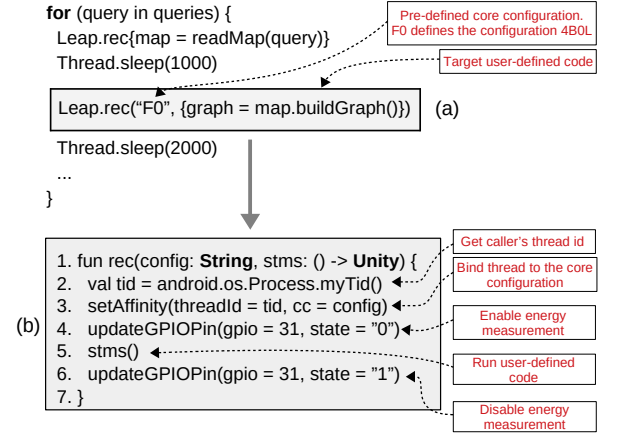 for (query in queries) {
Leap.rec{map = readMap(query)}
Thread.sleep(1000)
Pre-defined core configuration.
F0 defines the configuration 4B0L
Target user-defined code
Leap.rec(“F0”, {graph = map.buildGraph()})
(a)
Thread.sleep(2000)
...
}
(b)
1. fun rec(config: String, stms: () -> Unity) {
2. val tid = android.os.Process.myTid()
3. setAffinity(threadId = tid, cc = config)
4. updateGPIOPin(gpio = 31, state = ”0”)
5. stms()
6. updateGPIOPin(gpio = 31, state = ”1”)
7. }
Get caller's thread id
Bind thread to the core
configuration
Enable energy
measurement
Run user-defined
code
Disable energy
measurement